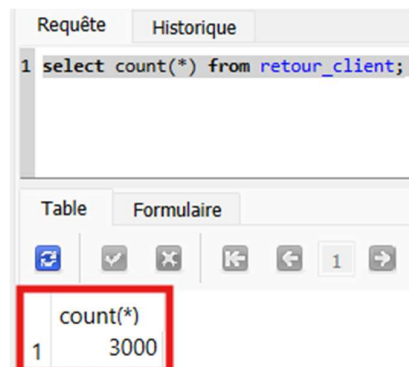 Requête Historique
1 select count(*) from retour_client;
Table Formulaire
1
count(*)
1 3000